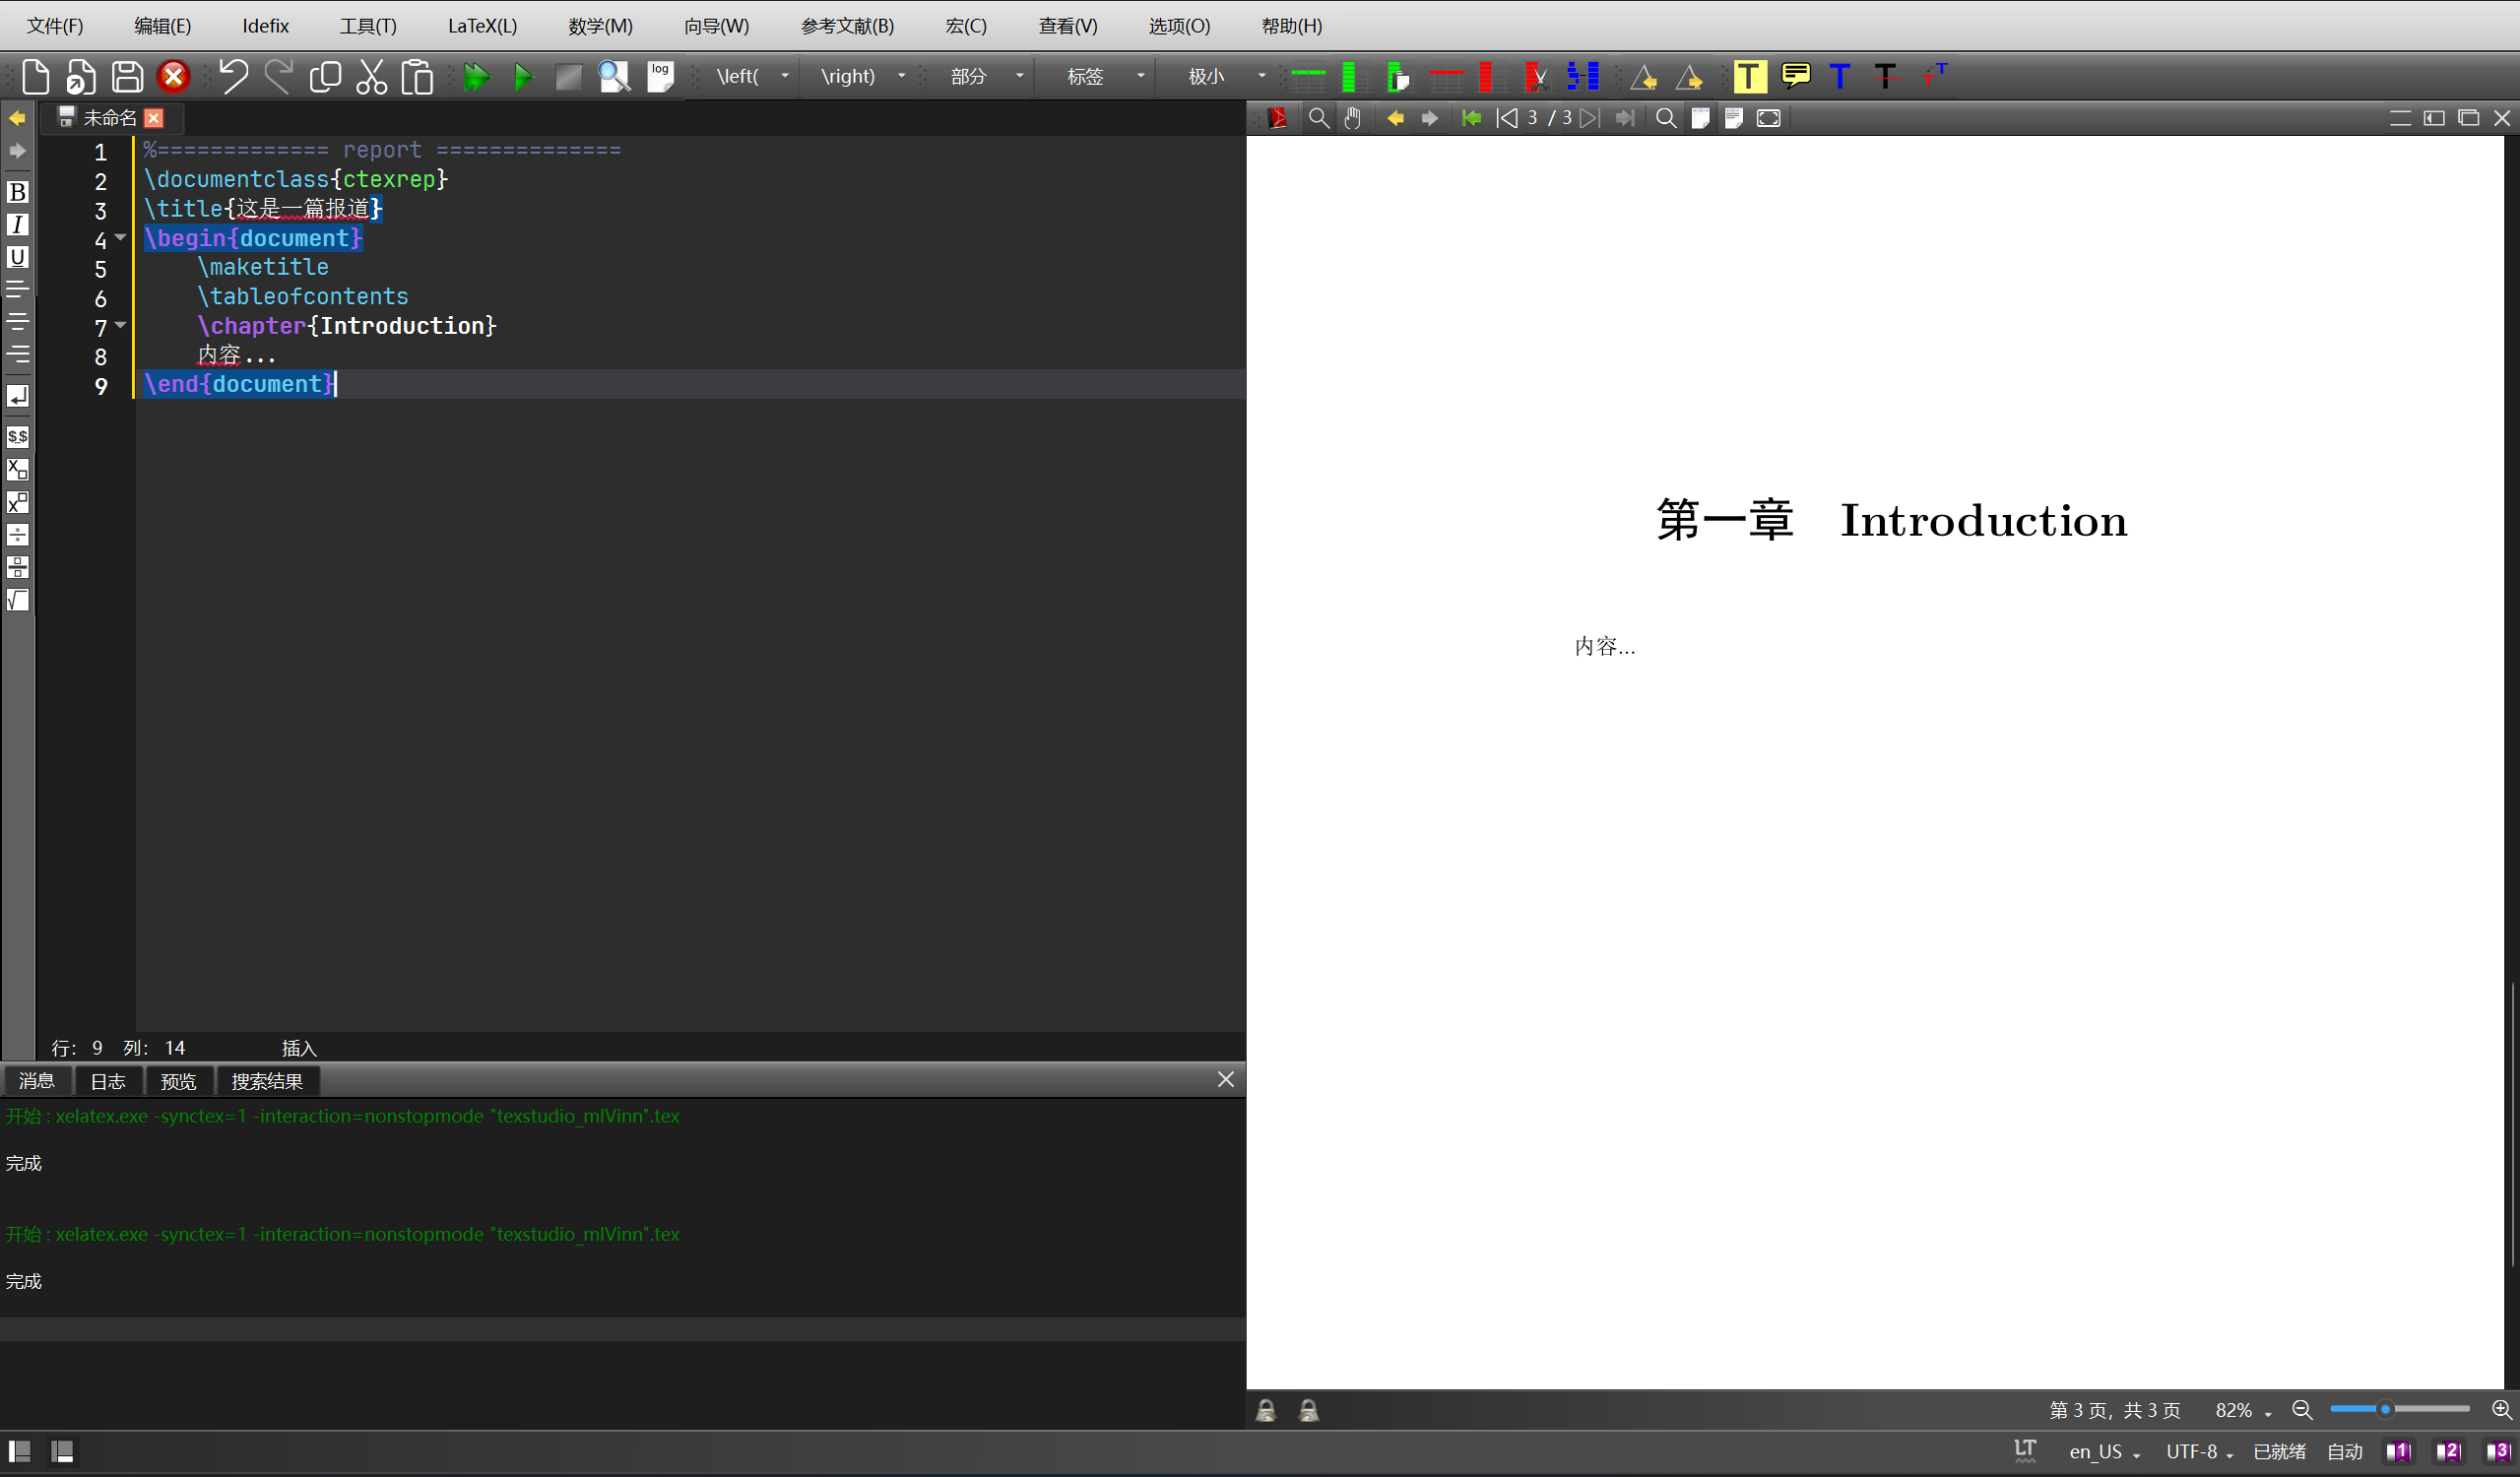 文件(F) 编辑(E) Idefix 工具(T) LaTeX(L) 数学(M) 向导(W) 参考文献(B) 宏(C) 查看(V) 选项(O) 帮助(H)
log \left( \right) 部分 标签 极小 T T T T
未命名
3 / 3
1 %============= report ==============
2 \documentclass{ctexrep}
3 \title{这是一篇报道}
4 \begin{document}
5 \maketitle
6 \tableofcontents
7 \chapter{Introduction}
8 内容...
9 \end{document}
B
I
U
$$
行: 9 列: 14 插入
消息 日志 预览 搜索结果
开始 : xelatex.exe -synctex=1 -interaction=nonstopmode "texstudio_mlVinn".tex
完成
开始 : xelatex.exe -synctex=1 -interaction=nonstopmode "texstudio_mlVinn".tex
完成
第一章 Introduction
内容...
第 3 页, 共 3 页 82%
LT en_US UTF-8 已就绪 自动 1 2 3